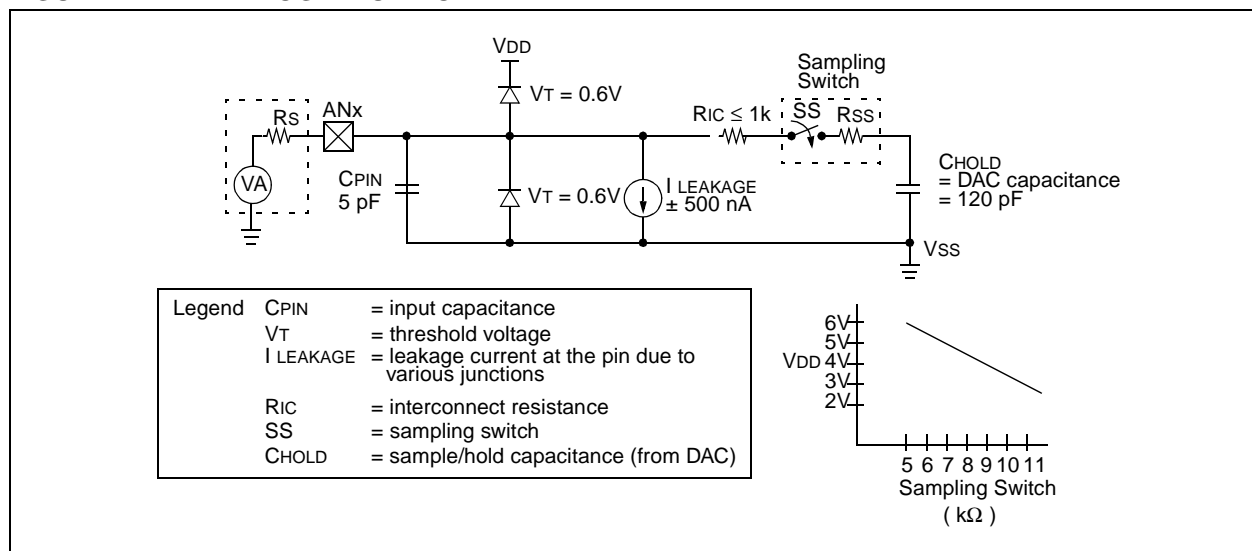 VDD
VT = 0.6V
RS
ANx
VA
CPIN
5 pF
VT = 0.6V
I LEAKAGE
± 500 nA
RIC ≤ 1k
Sampling
Switch
SS
RSS
CHOLD
= DAC capacitance
= 120 pF
VSS
Legend CPIN = input capacitance
VT = threshold voltage
I LEAKAGE = leakage current at the pin due to
various junctions
RIC = interconnect resistance
SS = sampling switch
CHOLD = sample/hold capacitance (from DAC)
6V
5V
VDD 4V
3V
2V
5 6 7 8 9 10 11
Sampling Switch
( kΩ )